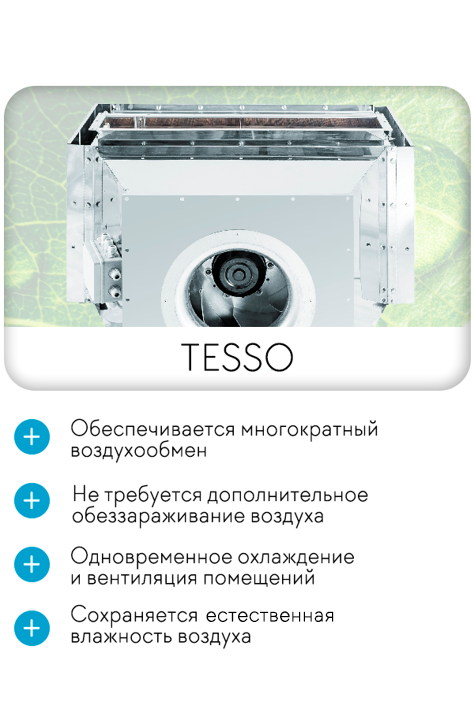 TESSO
Обеспечивается многократный
воздухообмен
Не требуется дополнительное
обеззараживание воздуха
Одновременное охлаждение
и вентиляция помещений
Сохраняется естественная
влажность воздуха